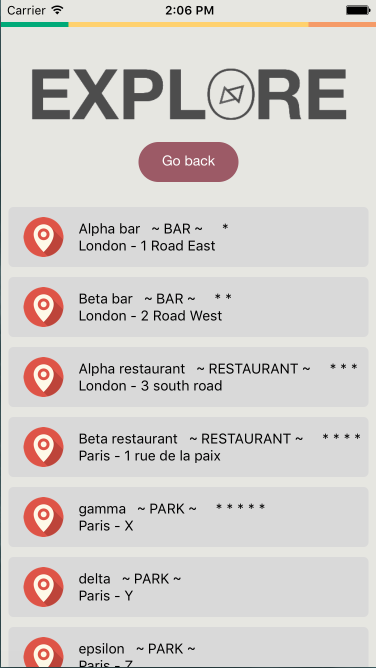 Carrier 2:06 PM
EXPLORE
Go back
Alpha bar ~ BAR ~ *
London - 1 Road East
Beta bar ~ BAR ~ * *
London - 2 Road West
Alpha restaurant ~ RESTAURANT ~ * * *
London - 3 south road
Beta restaurant ~ RESTAURANT ~ * * * *
Paris - 1 rue de la paix
gamma ~ PARK ~ * * * * *
Paris - X
delta ~ PARK ~
Paris - Y
epsilon ~ PARK ~
Paris - Z